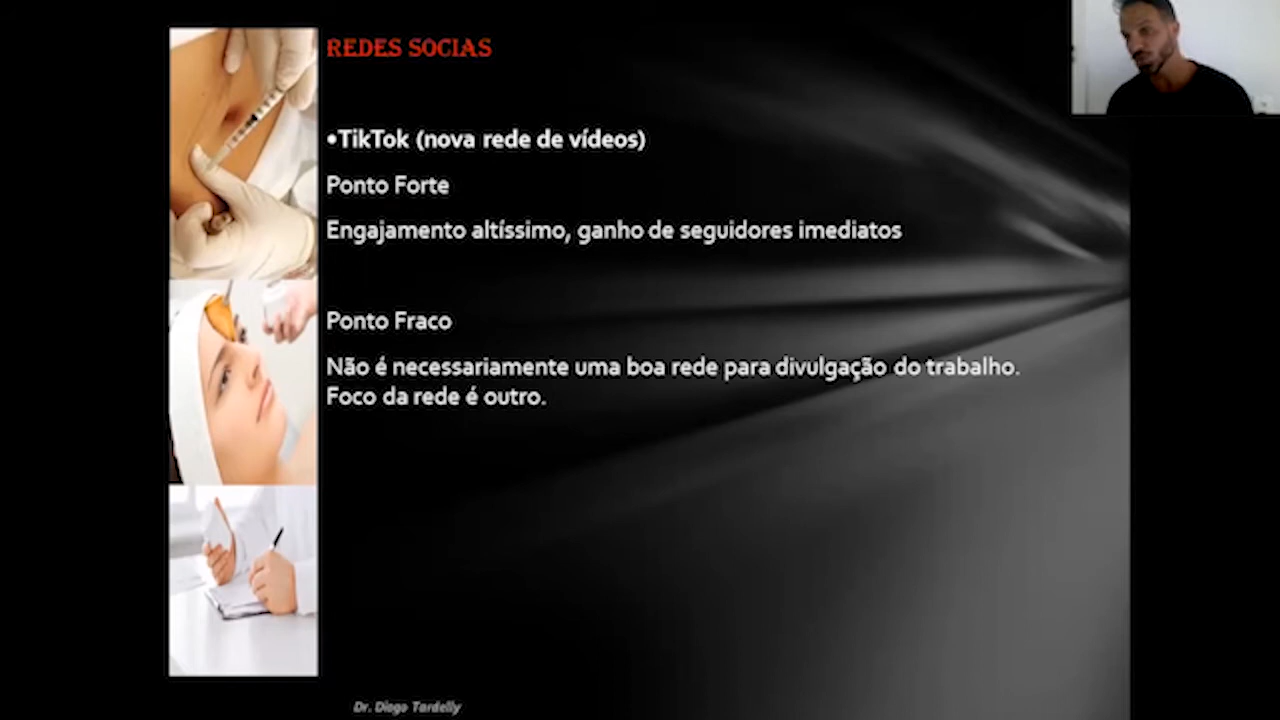 REDES SOCIAS
•TikTok (nova rede de vídeos)
Ponto Forte
Engajamento altíssimo, ganho de seguidores imediatos
Ponto Fraco
Não é necessariamente uma boa rede para divulgação do trabalho.
Foco da rede é outro.
Dr. Diogo Tardelly